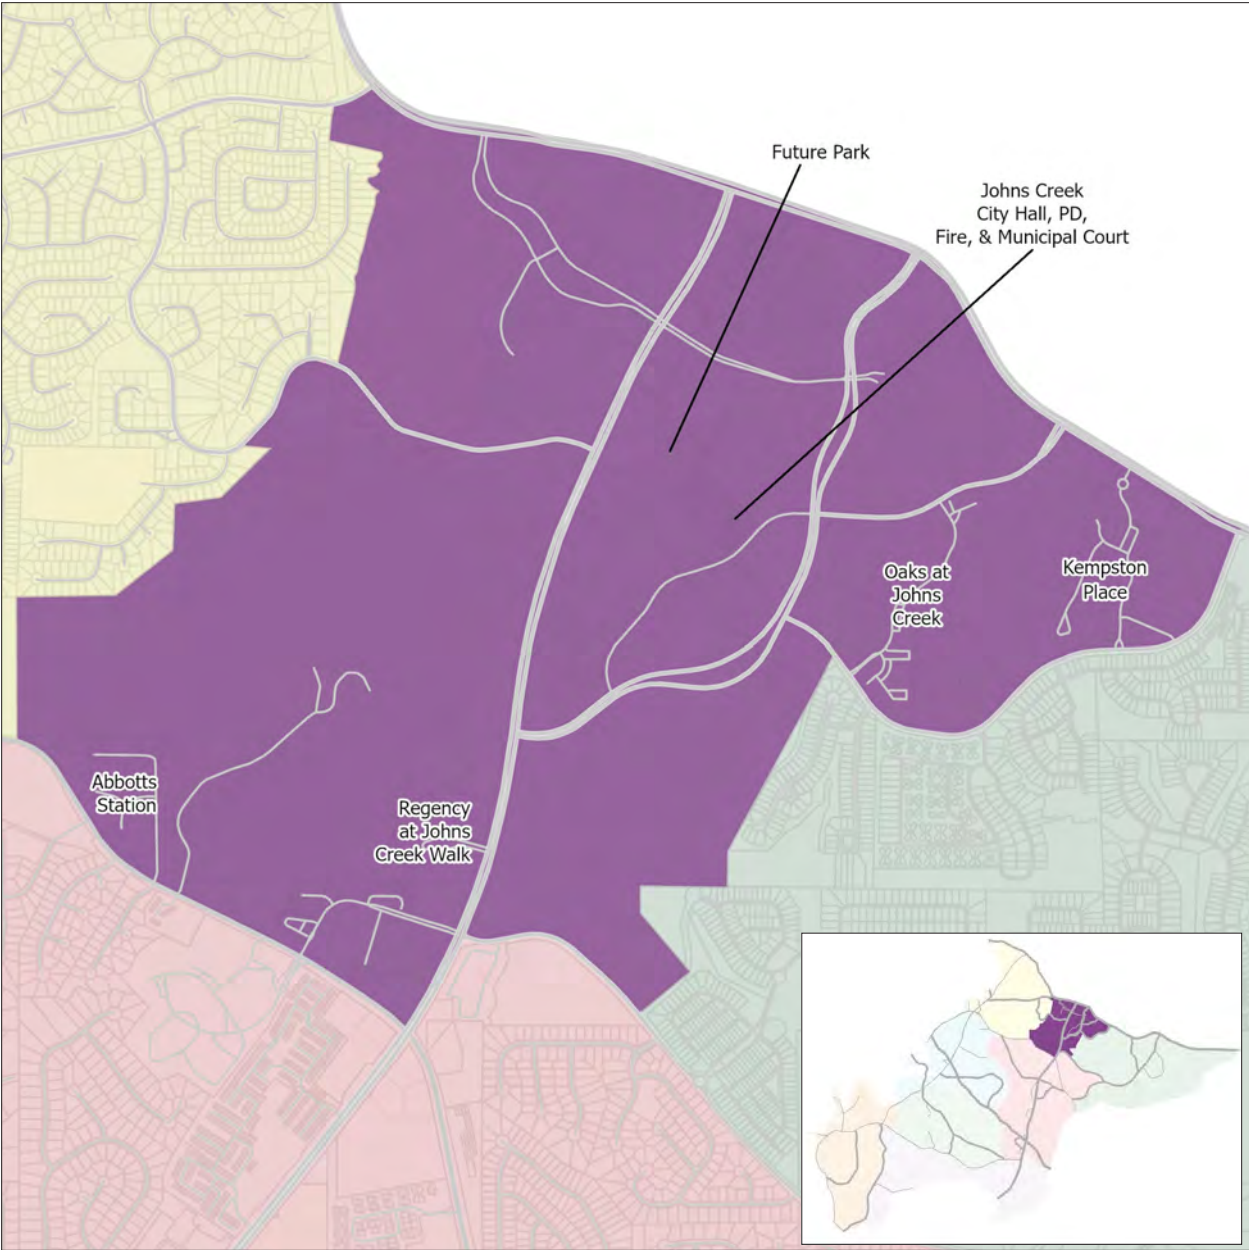 Future Park
Johns Creek
City Hall, PD,
Fire, & Municipal Court
Oaks at
Johns
Creek
Kempston
Place
Abbotts
Station
Regency
at Johns
Creek Walk